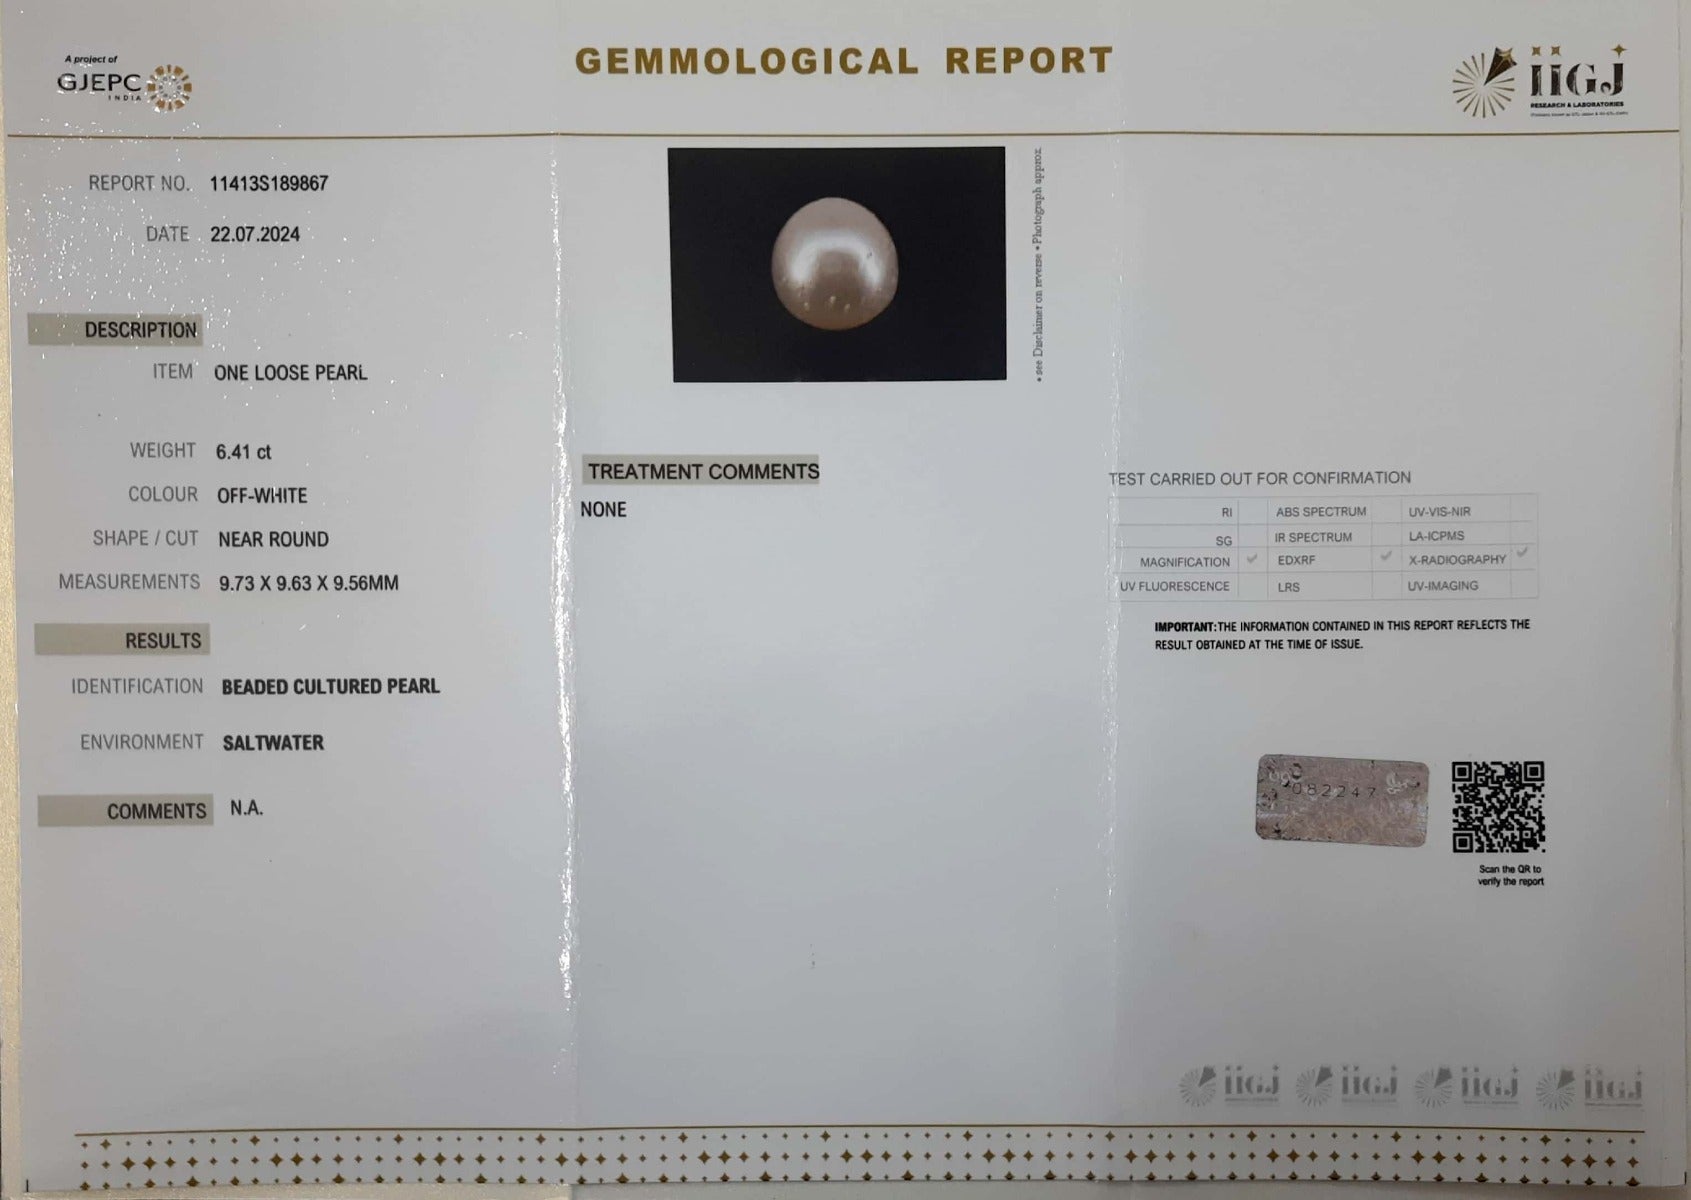 A project of
GJEPC
INDIA
GEMMOLOGICAL REPORT
iiGJ
RESEARCH & LABORATORIES
REPORT NO. 11413S189867
DATE 22.07.2024
DESCRIPTION
ITEM ONE LOOSE PEARL
WEIGHT 6.41 ct
COLOUR OFF-WHITE
SHAPE / CUT NEAR ROUND
MEASUREMENTS 9.73 X 9.63 X 9.56MM
RESULTS
IDENTIFICATION BEADED CULTURED PEARL
ENVIRONMENT SALTWATER
COMMENTS N.A.
• see Disclaimer on reverse • Photograph approx.
TREATMENT COMMENTS
NONE
TEST CARRIED OUT FOR CONFIRMATION
RI ABS SPECTRUM UV-VIS-NIR
SG IR SPECTRUM LA-ICPMS
MAGNIFICATION ✓ EDXRF ✓ X-RADIOGRAPHY ✓
UV FLUORESCENCE LRS UV-IMAGING
IMPORTANT:THE INFORMATION CONTAINED IN THIS REPORT REFLECTS THE
RESULT OBTAINED AT THE TIME OF ISSUE.
082247
Scan the QR to
verify the report
iiGJ iiGJ iiGJ iiGJ